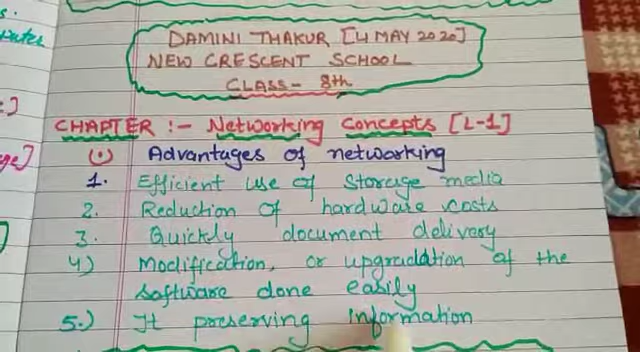 DAMINI THAKUR [4 MAY 2020]
NEW CRESCENT SCHOOL
CLASS- 8th
CHAPTER :- Networking Concepts [L-1]
(•) Advantages of networking
1. Efficient use of Storage media
2. Reduction of hardware costs
3. Quickly document delivery
4) Modification, or upgradation of the
software done easily
5.) It preserving information